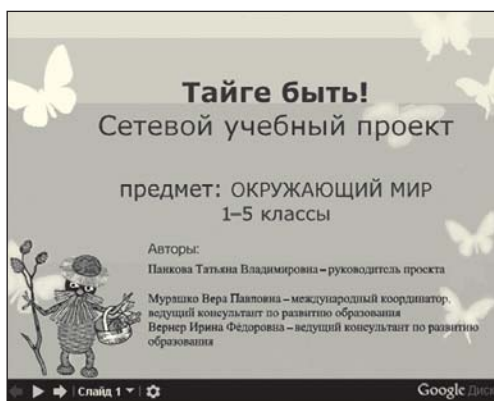 Тайге быть!
Сетевой учебный проект
предмет: ОКРУЖАЮЩИЙ МИР
1–5 классы
Авторы:
Панкова Татьяна Владимировна – руководитель проекта
Мурашко Вера Павловна – международный координатор,
ведущий консультант по развитию образования
Вернер Ирина Фёдоровна – ведущий консультант по развитию
образования
Слайд 1
Google Диск